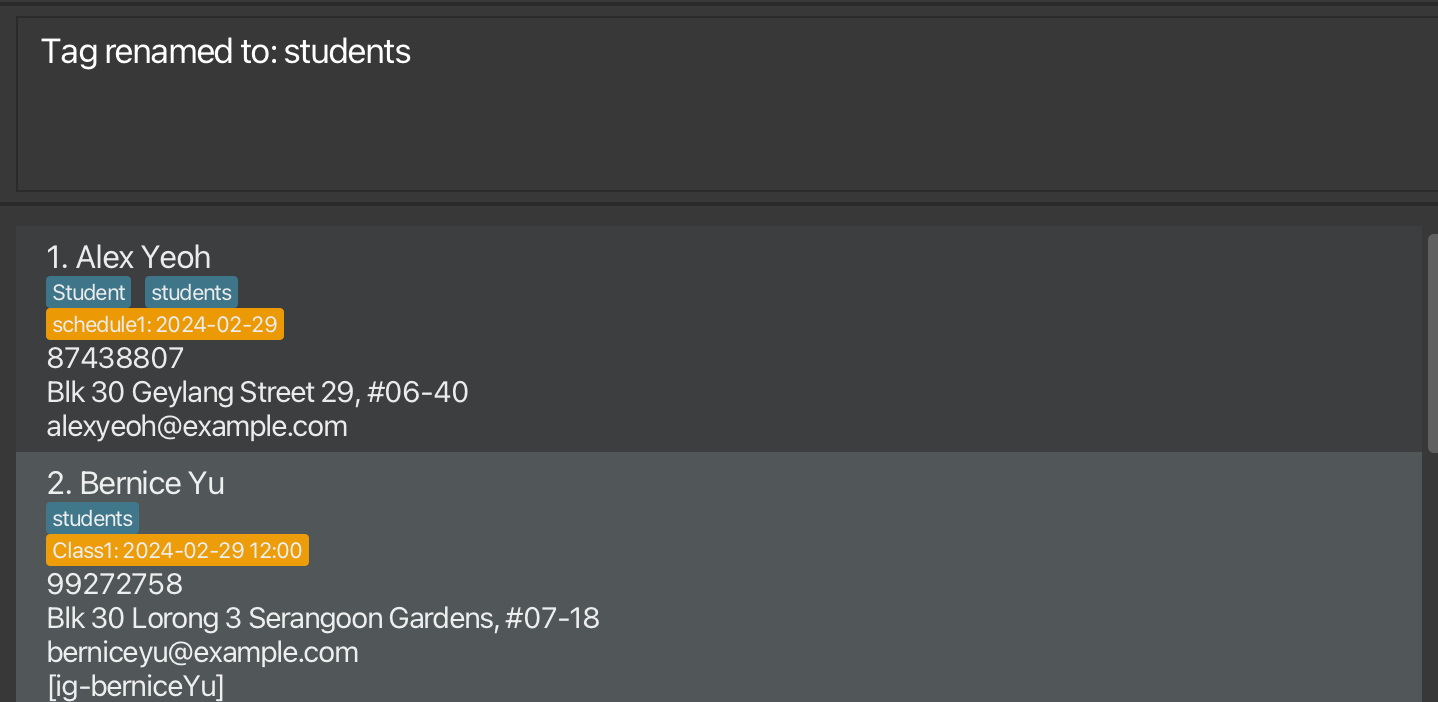 Tag renamed to: students
1. Alex Yeoh
Student students
schedule1: 2024-02-29
87438807
Blk 30 Geylang Street 29, #06-40
alexyeoh@example.com
2. Bernice Yu
students
Class1: 2024-02-29 12:00
99272758
Blk 30 Lorong 3 Serangoon Gardens, #07-18
berniceyu@example.com
[ig-berniceYu]